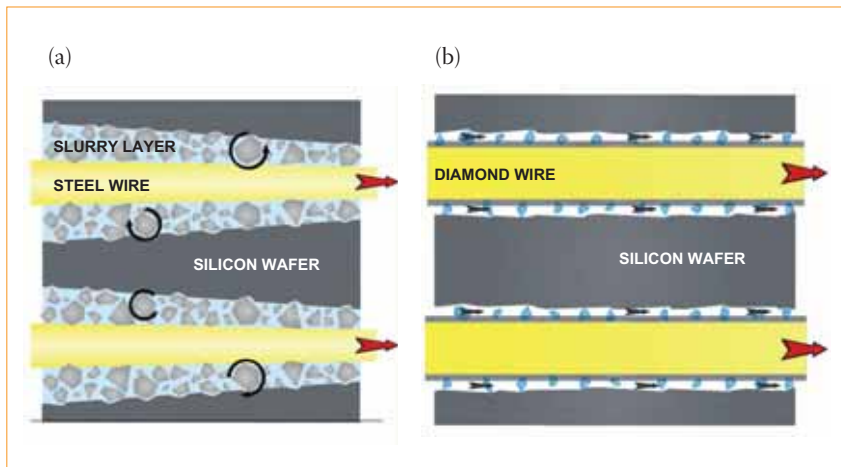 (a)
(b)
SLURRY LAYER
STEEL WIRE
SILICON WAFER
DIAMOND WIRE
SILICON WAFER